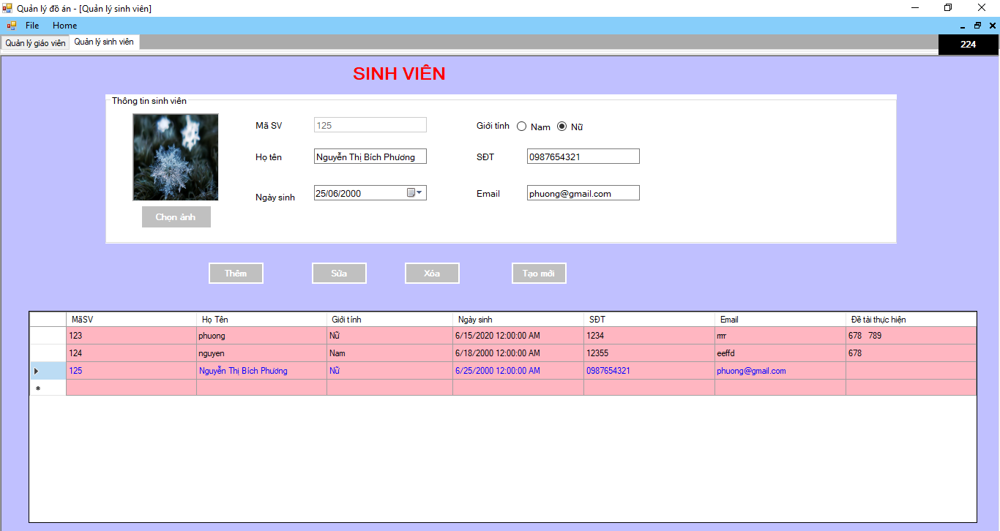 Quản lý đồ án - [Quản lý sinh viên]
File Home
Quản lý giáo viên Quản lý sinh viên
224
SINH VIÊN
Thông tin sinh viên
Mã SV 125 Giới tính Nam Nữ
Họ tên Nguyễn Thị Bích Phương SĐT 0987654321
Ngày sinh 25/06/2000 Email phuong@gmail.com
Chọn ảnh
Thêm Sửa Xóa Tạo mới
MãSV Họ Tên Giới tính Ngày sinh SĐT Email Đề tài thực hiện
123 phuong Nữ 6/15/2020 12:00:00 AM 1234 rrrr 678 789
124 nguyen Nam 6/18/2000 12:00:00 AM 12355 eeffd 678
125 Nguyễn Thị Bích Phương Nữ 6/25/2000 12:00:00 AM 0987654321 phuong@gmail.com